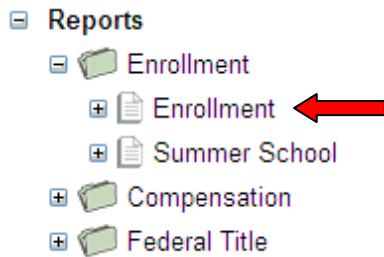 Reports
Enrollment
Enrollment
Summer School
Compensation
Federal Title